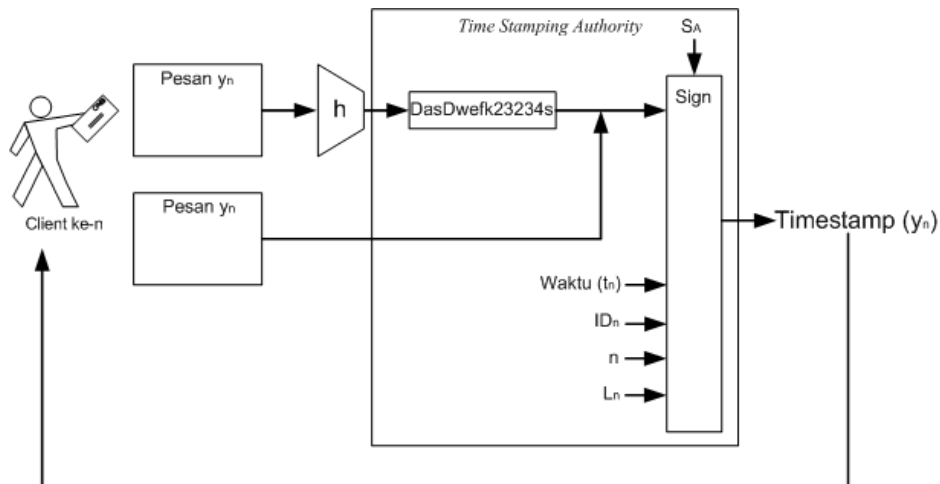 Time Stamping Authority
SA
Pesan yn
h
DasDwefk23234s
Sign
Pesan yn
Client ke-n
Timestamp (yn)
Waktu (tn)
IDn
n
Ln